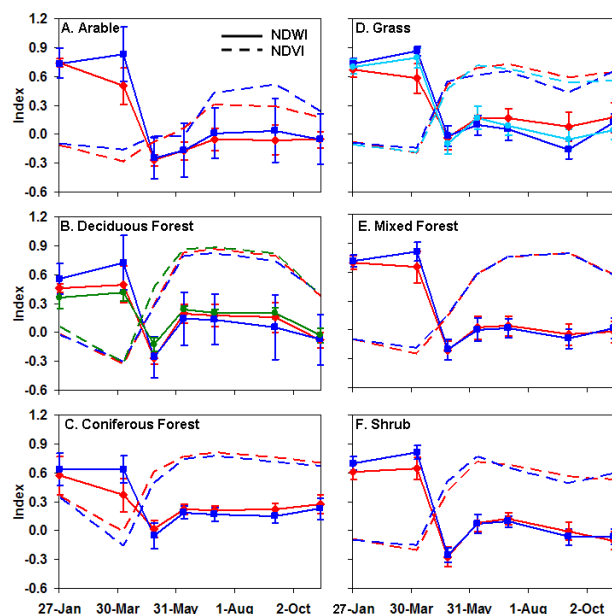 A. Arable
NDWI
NDVI
1.2
0.9
0.6
0.3
0.0
-0.3
-0.6
Index
D. Grass
B. Deciduous Forest
1.2
0.9
0.6
0.3
0.0
-0.3
-0.6
Index
E. Mixed Forest
C. Coniferous Forest
1.2
0.9
0.6
0.3
0.0
-0.3
-0.6
Index
F. Shrub
27-Jan 30-Mar 31-May 1-Aug 2-Oct
27-Jan 30-Mar 31-May 1-Aug 2-Oct